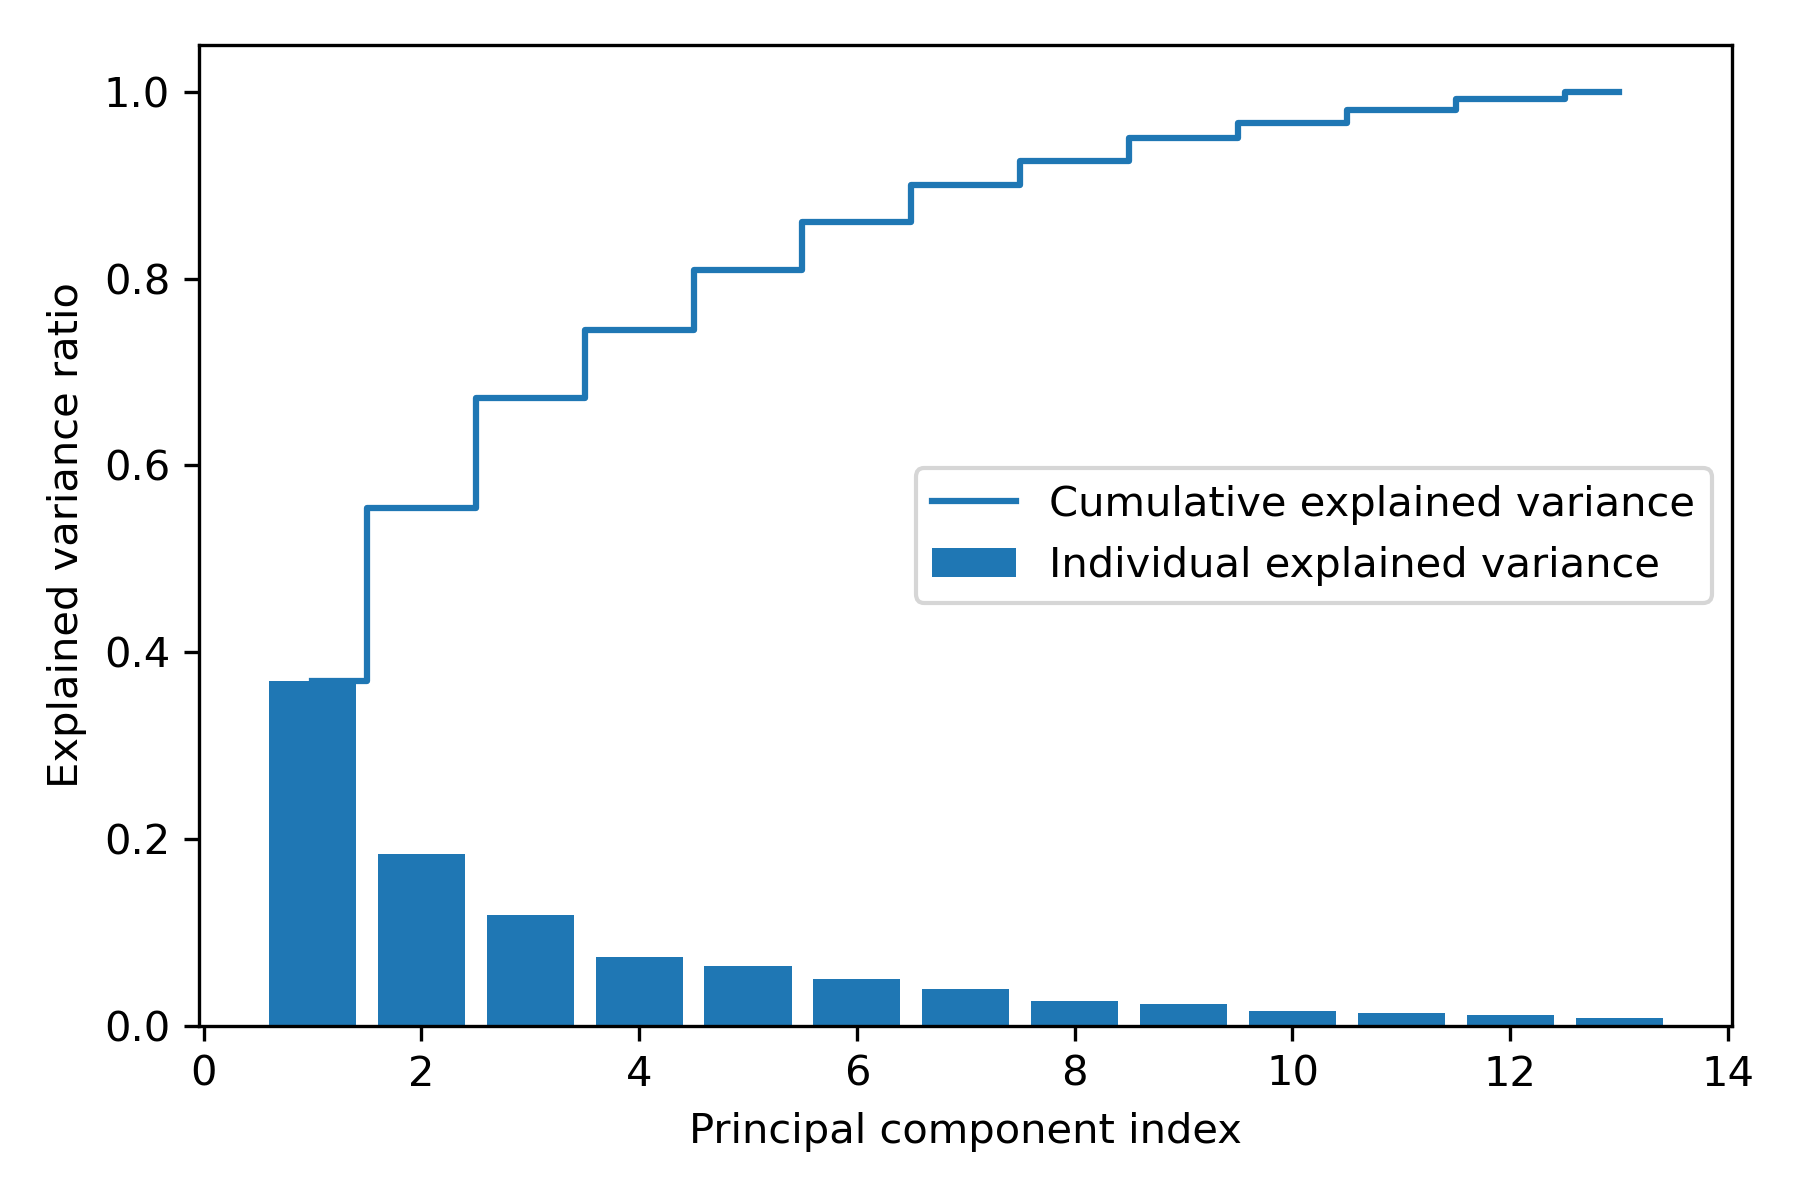 1.0
0.8
0.6
0.4
0.2
0.0
Explained variance ratio
Cumulative explained variance
Individual explained variance
0 2 4 6 8 10 12 14
Principal component index